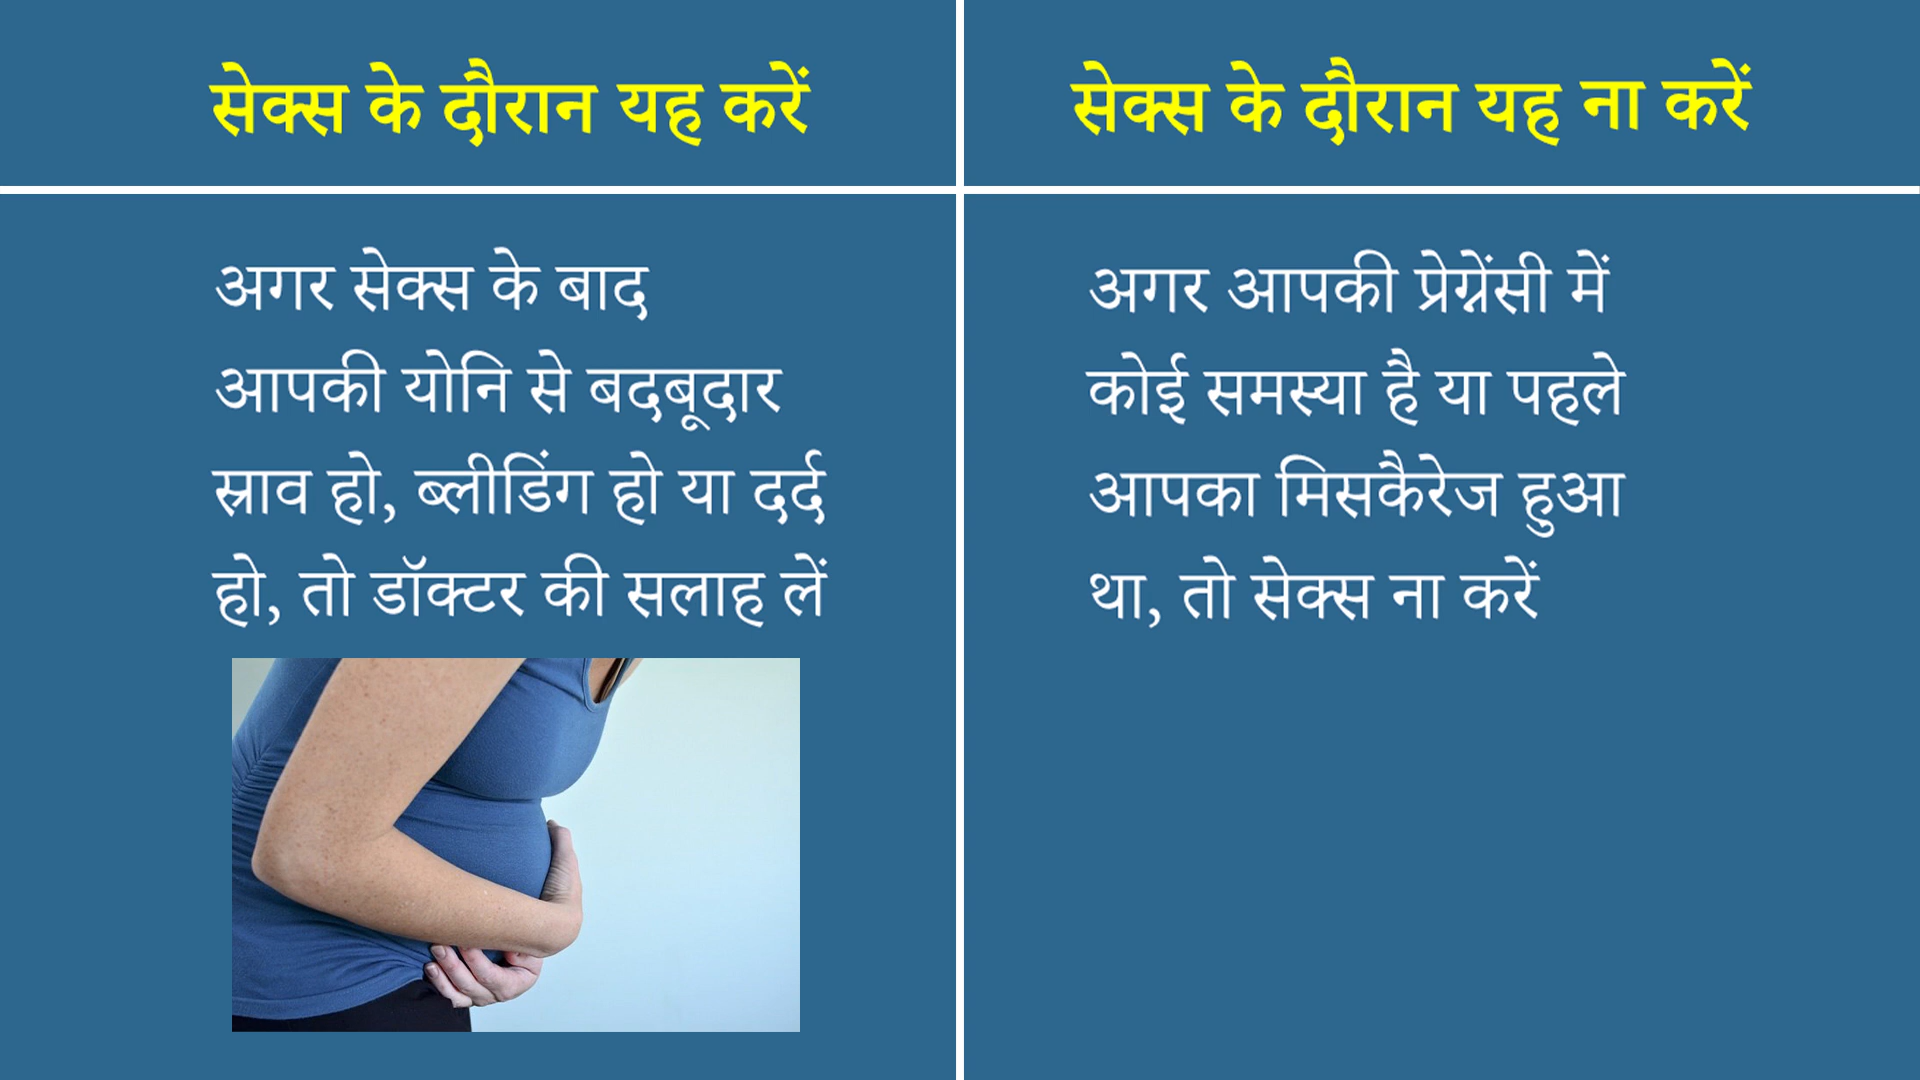 सेक्स के दौरान यह करें
अगर सेक्स के बाद
आपकी योनि से बदबूदार
स्राव हो, ब्लीडिंग हो या दर्द
हो, तो डॉक्टर की सलाह लें
सेक्स के दौरान यह ना करें
अगर आपकी प्रेग्नेंसी में
कोई समस्या है या पहले
आपका मिसकैरेज हुआ
था, तो सेक्स ना करें